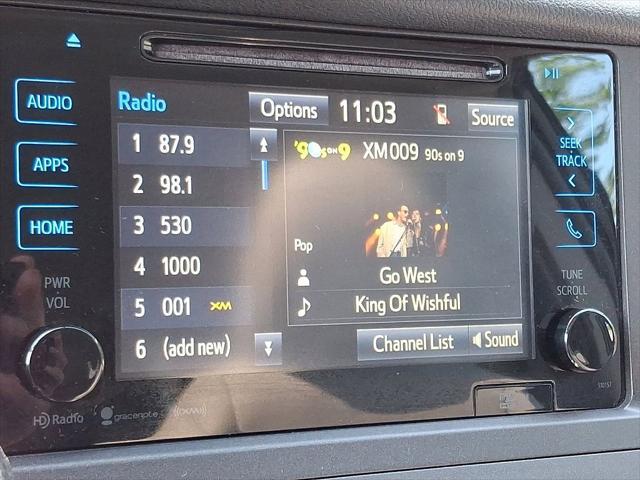 AUDIO
APPS
HOME
PWR
VOL
HD Radio gracenote ((XM))
Radio Options 11:03 Source
1 87.9
2 98.1
3 530
4 1000
5 001 XM
6 (add new)
'90s on 9 XM009 90s on 9
Pop
Go West
King Of Wishful
Channel List Sound
SEEK
TRACK
TUNE
SCROLL